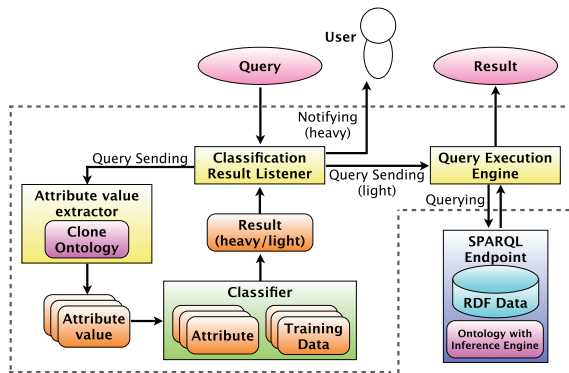 User
Query
Result
Notifying
(heavy)
Query Sending
Classification
Result Listener
Query Sending
(light)
Query Execution
Engine
Querying
Attribute value
extractor
Clone
Ontology
Result
(heavy/light)
SPARQL
Endpoint
RDF Data
Ontology with
Inference Engine
Classifier
Attribute
value
Attribute
Training
Data